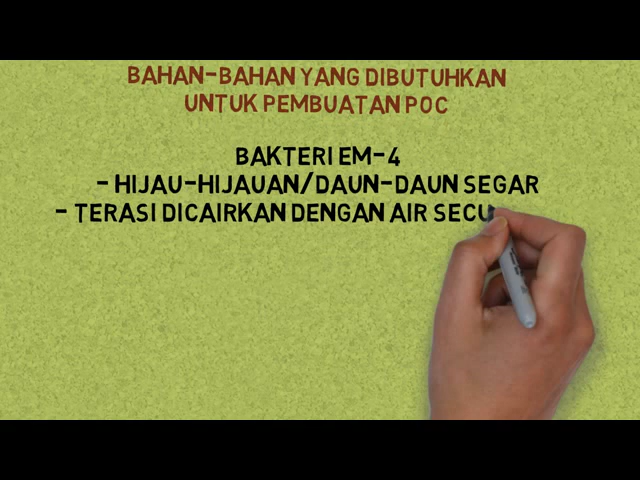 BAHAN-BAHAN YANG DIBUTUHKAN
UNTUK PEMBUATAN POC
BAKTERI EM-4
- HIJAU-HIJAUAN/DAUN-DAUN SEGAR
- TERASI DICAIRKAN DENGAN AIR SECU